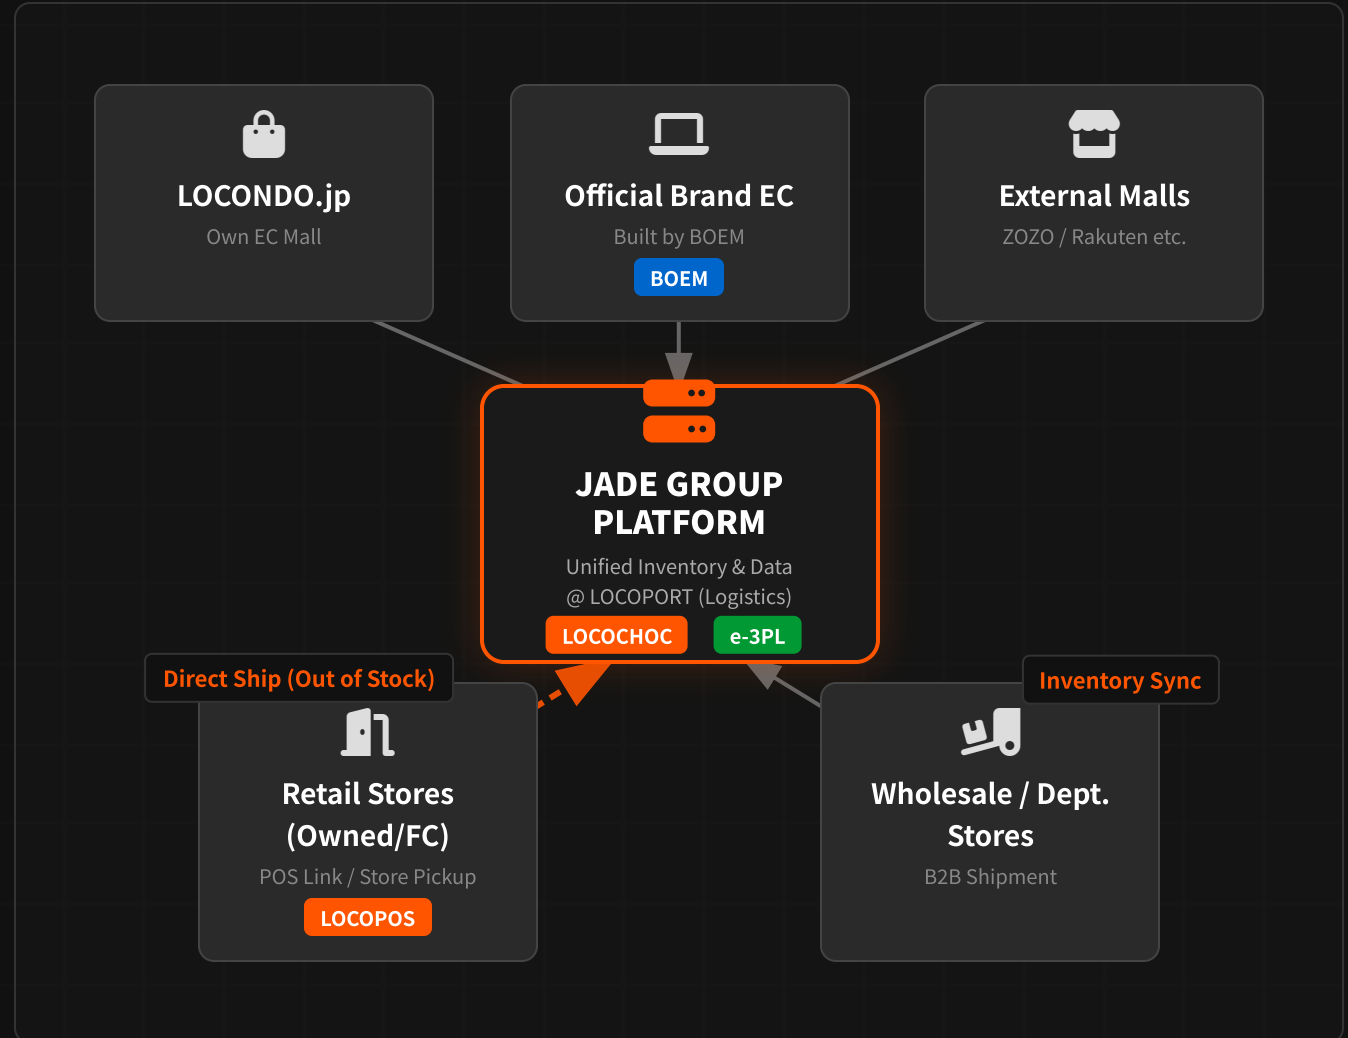 LOCONDO.jp
Own EC Mall
Official Brand EC
Built by BOEM
BOEM
External Malls
ZOZO / Rakuten etc.
JADE GROUP
PLATFORM
Unified Inventory & Data
@ LOCOPORT (Logistics)
LOCOCHOC
e-3PL
Direct Ship (Out of Stock)
Retail Stores
(Owned/FC)
POS Link / Store Pickup
LOCOPOS
Inventory Sync
Wholesale / Dept.
Stores
B2B Shipment